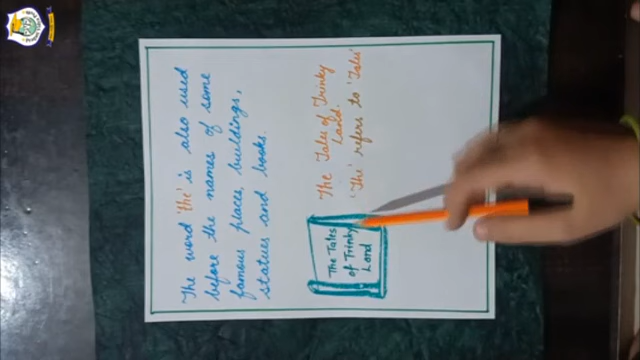 The word 'the' is also used
before the names of some
famous places, buildings,
statues and books.
The Tales of Trinky
Land.
'The' refers to 'Tales'
The Tales
of Trinky
Land